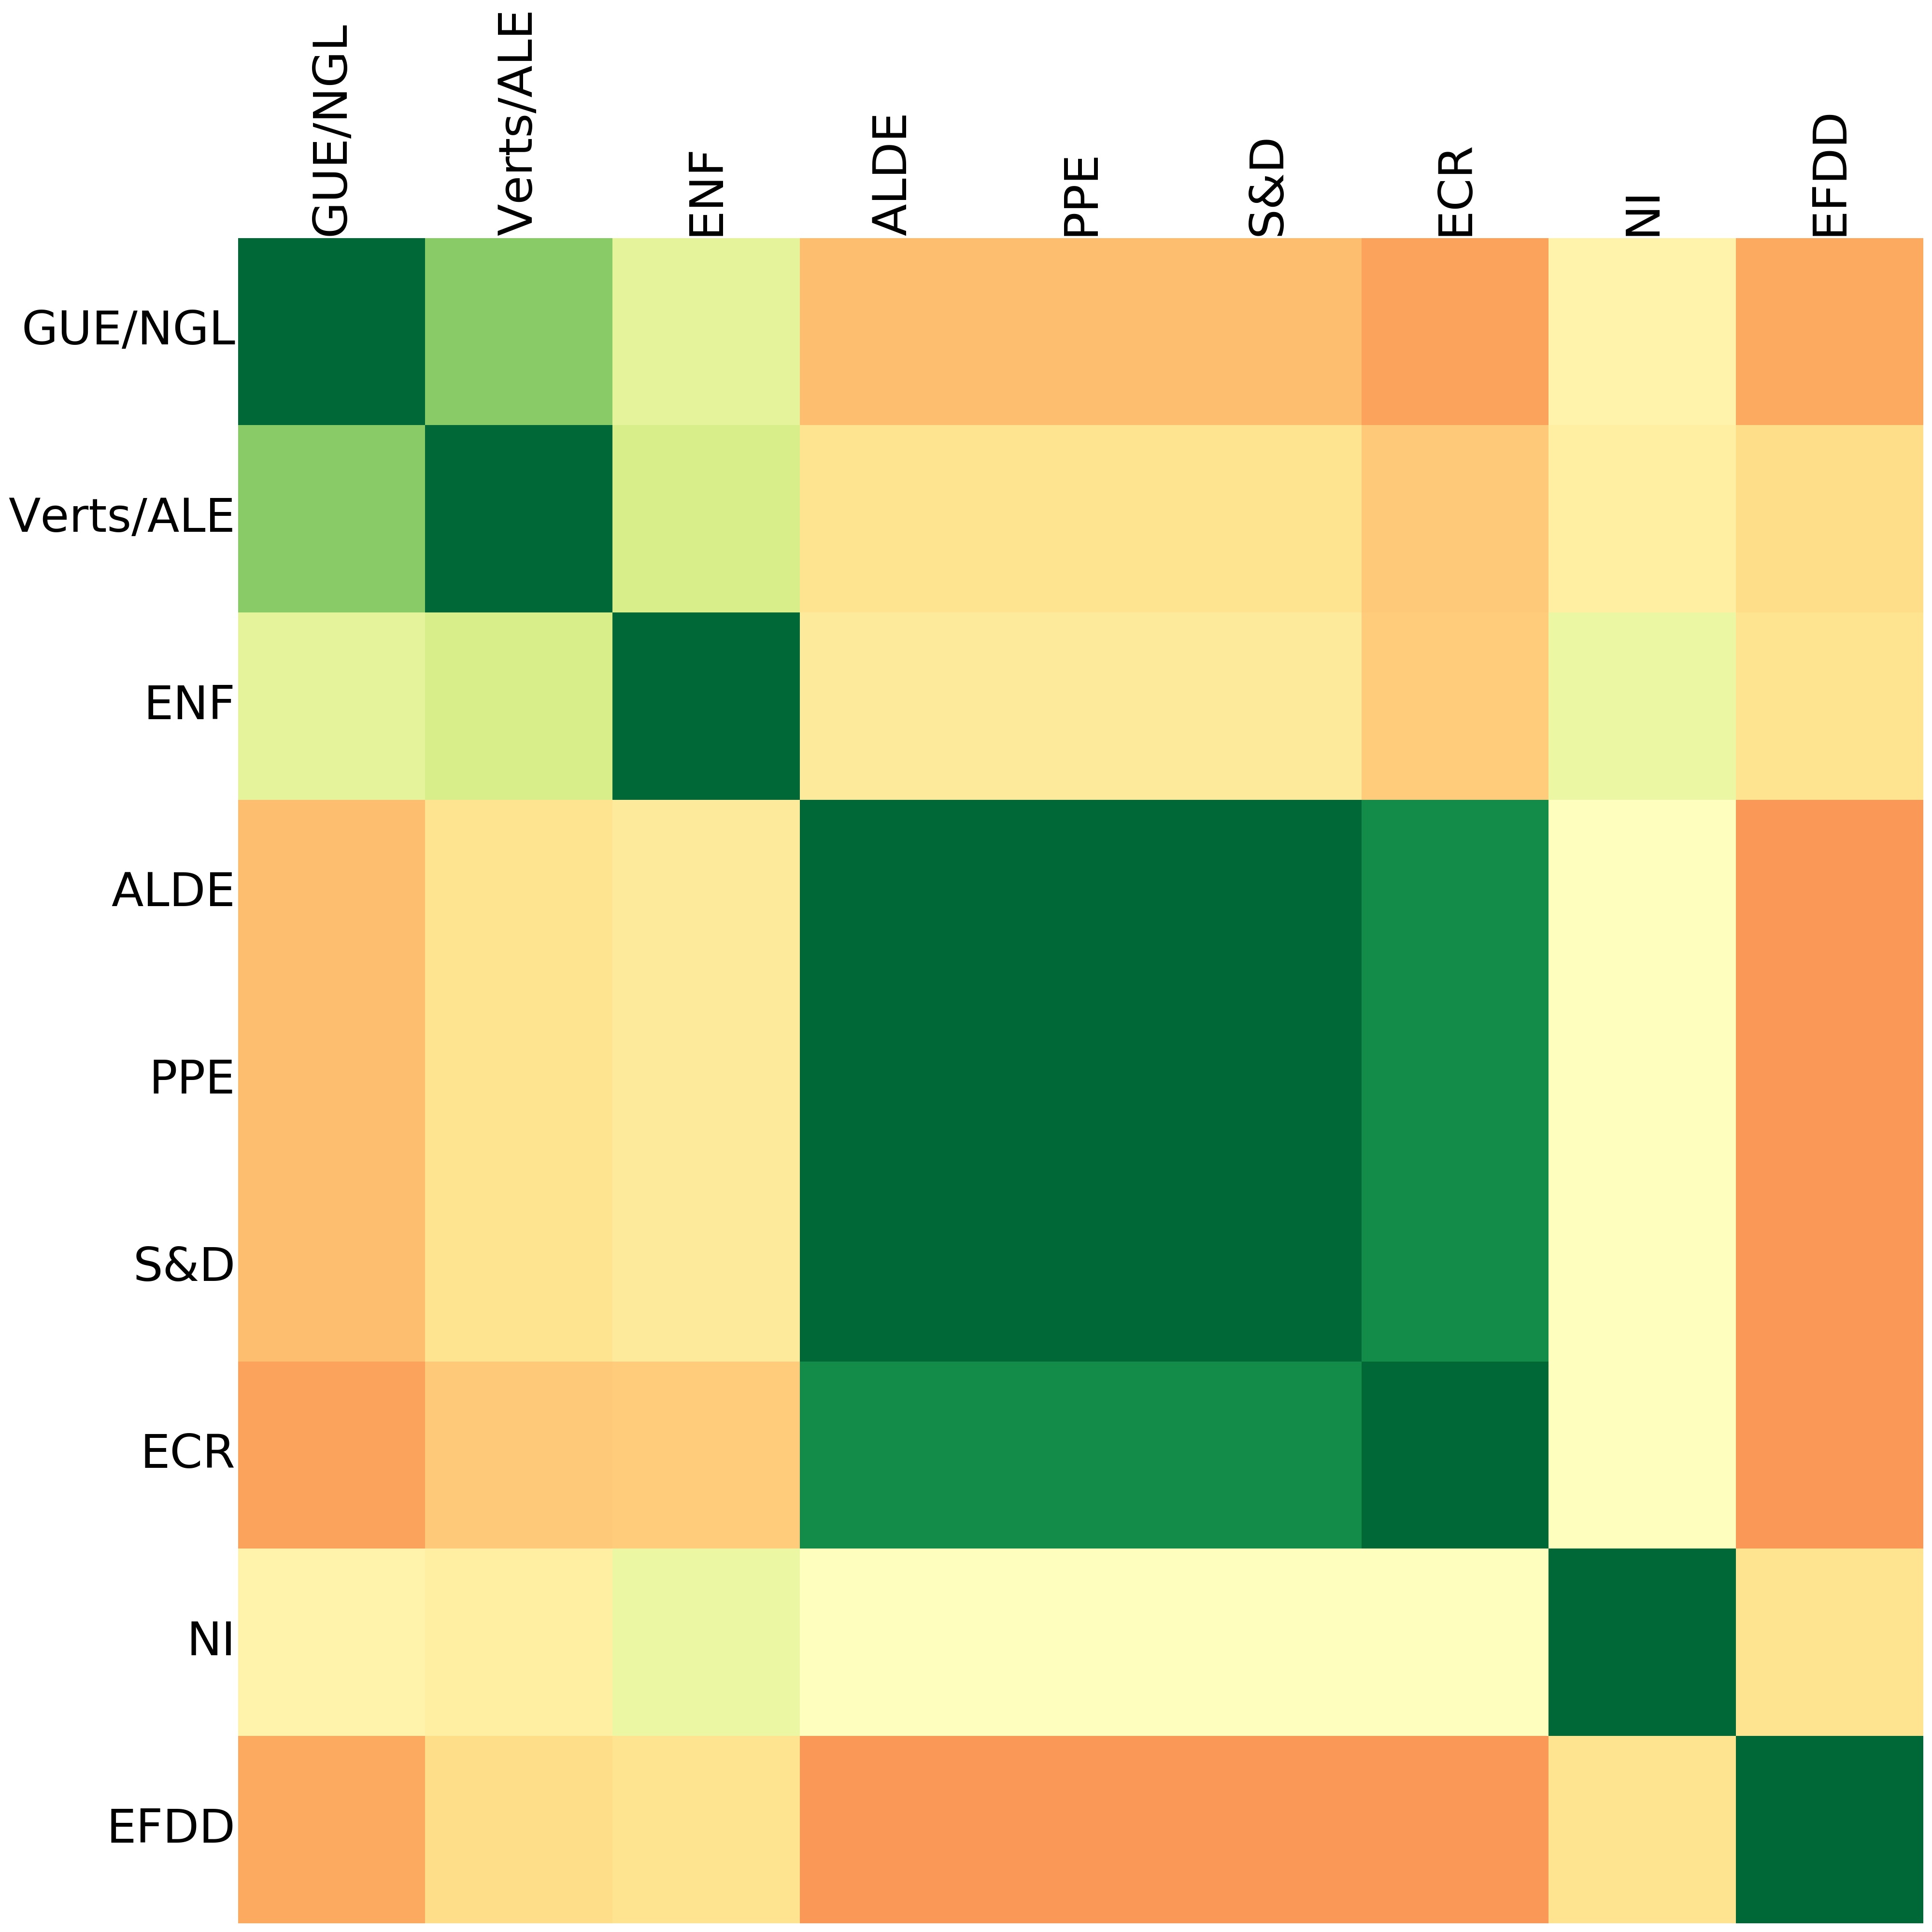 GUE/NGL
Verts/ALE
ENF
ALDE
PPE
S&D
ECR
NI
EFDD
GUE/NGL
Verts/ALE
ENF
ALDE
PPE
S&D
ECR
NI
EFDD